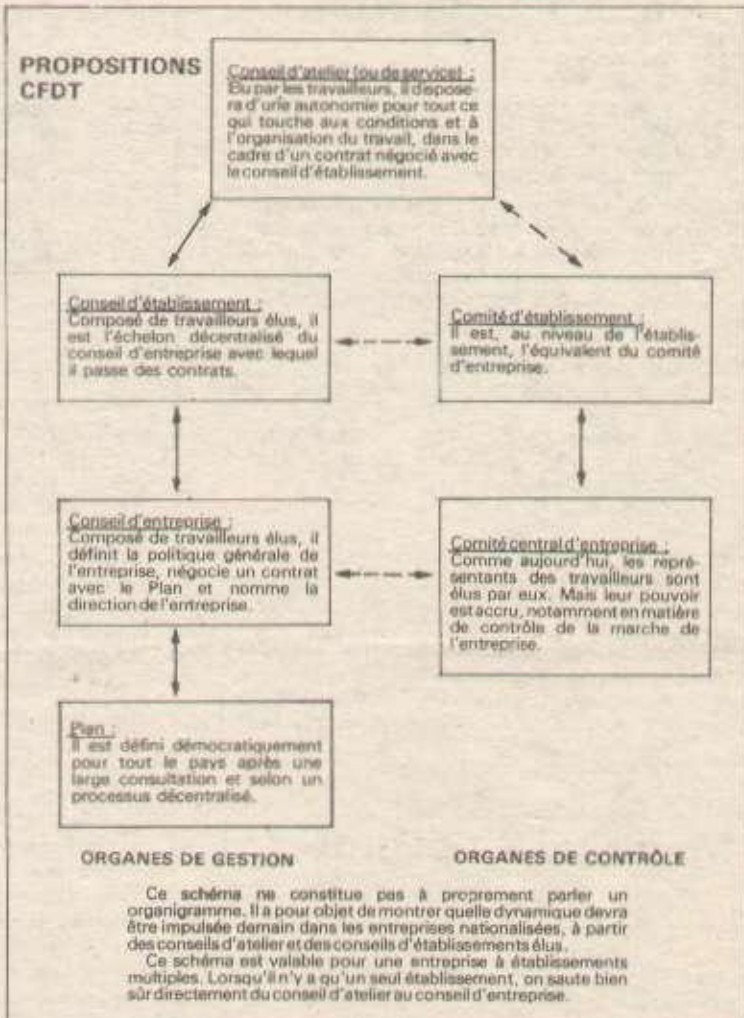 PROPOSITIONS
CFDT
Conseil d'atelier (ou de service) :
Elu par les travailleurs, il dispose-
ra d'une autonomie pour tout ce
qui touche aux conditions et à
l'organisation du travail, dans le
cadre d'un contrat négocié avec
le conseil d'établissement.
Conseil d'établissement :
Composé de travailleurs élus, il
est l'échelon décentralisé du
conseil d'entreprise avec lequel
il passe des contrats.
Comité d'établissement :
Il est, au niveau de l'établis-
sement, l'équivalent du comité
d'entreprise.
Conseil d'entreprise :
Composé de travailleurs élus, il
définit la politique générale de
l'entreprise, négocie un contrat
avec le Plan et nomme la
direction de l'entreprise.
Comité central d'entreprise :
Comme aujourd'hui, les repré-
sentants des travailleurs sont
élus par eux. Mais leur pouvoir
est accru, notamment en matière
de contrôle de la marche de
l'entreprise.
Plan :
Il est défini démocratiquement
pour tout le pays après une
large consultation et selon un
processus décentralisé.
ORGANES DE GESTION
ORGANES DE CONTRÔLE
Ce schéma ne constitue pas à proprement parler un
organigramme. Il a pour objet de montrer quelle dynamique devra
être impulsée demain dans les entreprises nationalisées, à partir
des conseils d'atelier et des conseils d'établissements élus.
Ce schéma est valable pour une entreprise à établissements
multiples. Lorsqu'il n'y a qu'un seul établissement, on saute bien
sûr directement du conseil d'atelier au conseil d'entreprise.